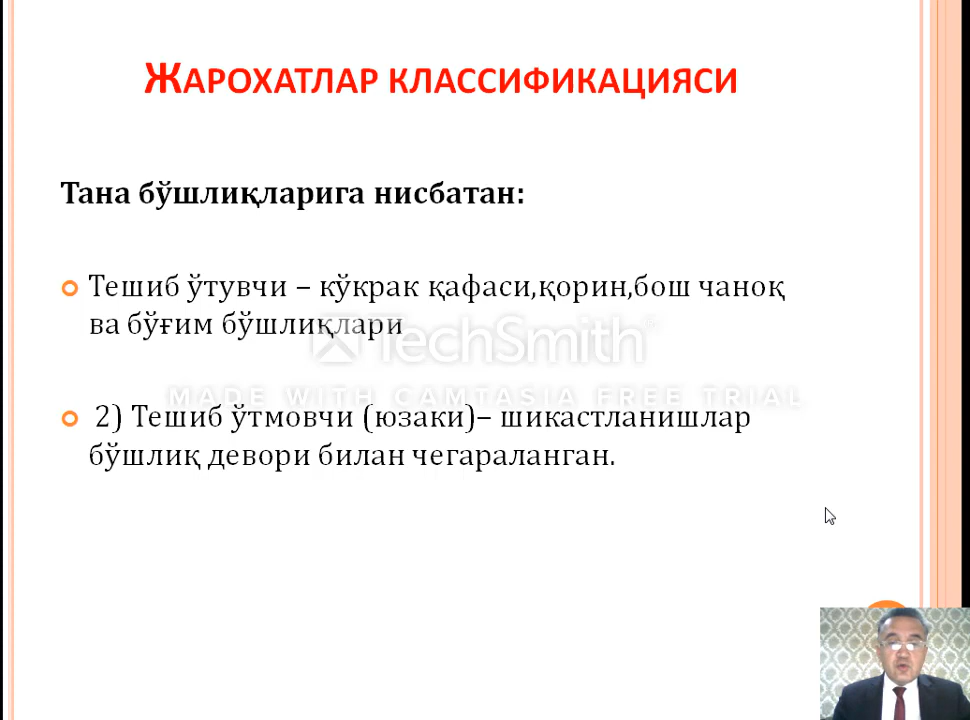 ЖАРОХАТЛАР КЛАССИФИКАЦИЯСИ
Тана бўшлиқларига нисбатан:
Тешиб ўтувчи – кўкрак қафаси,қорин,бош чаноқ
ва бўғим бўшлиқлари
TechSmith
MADE WITH CAMTASIA FREE TRIAL
2) Тешиб ўтмовчи (юзаки)– шикастланишлар
бўшлиқ девори билан чегараланган.